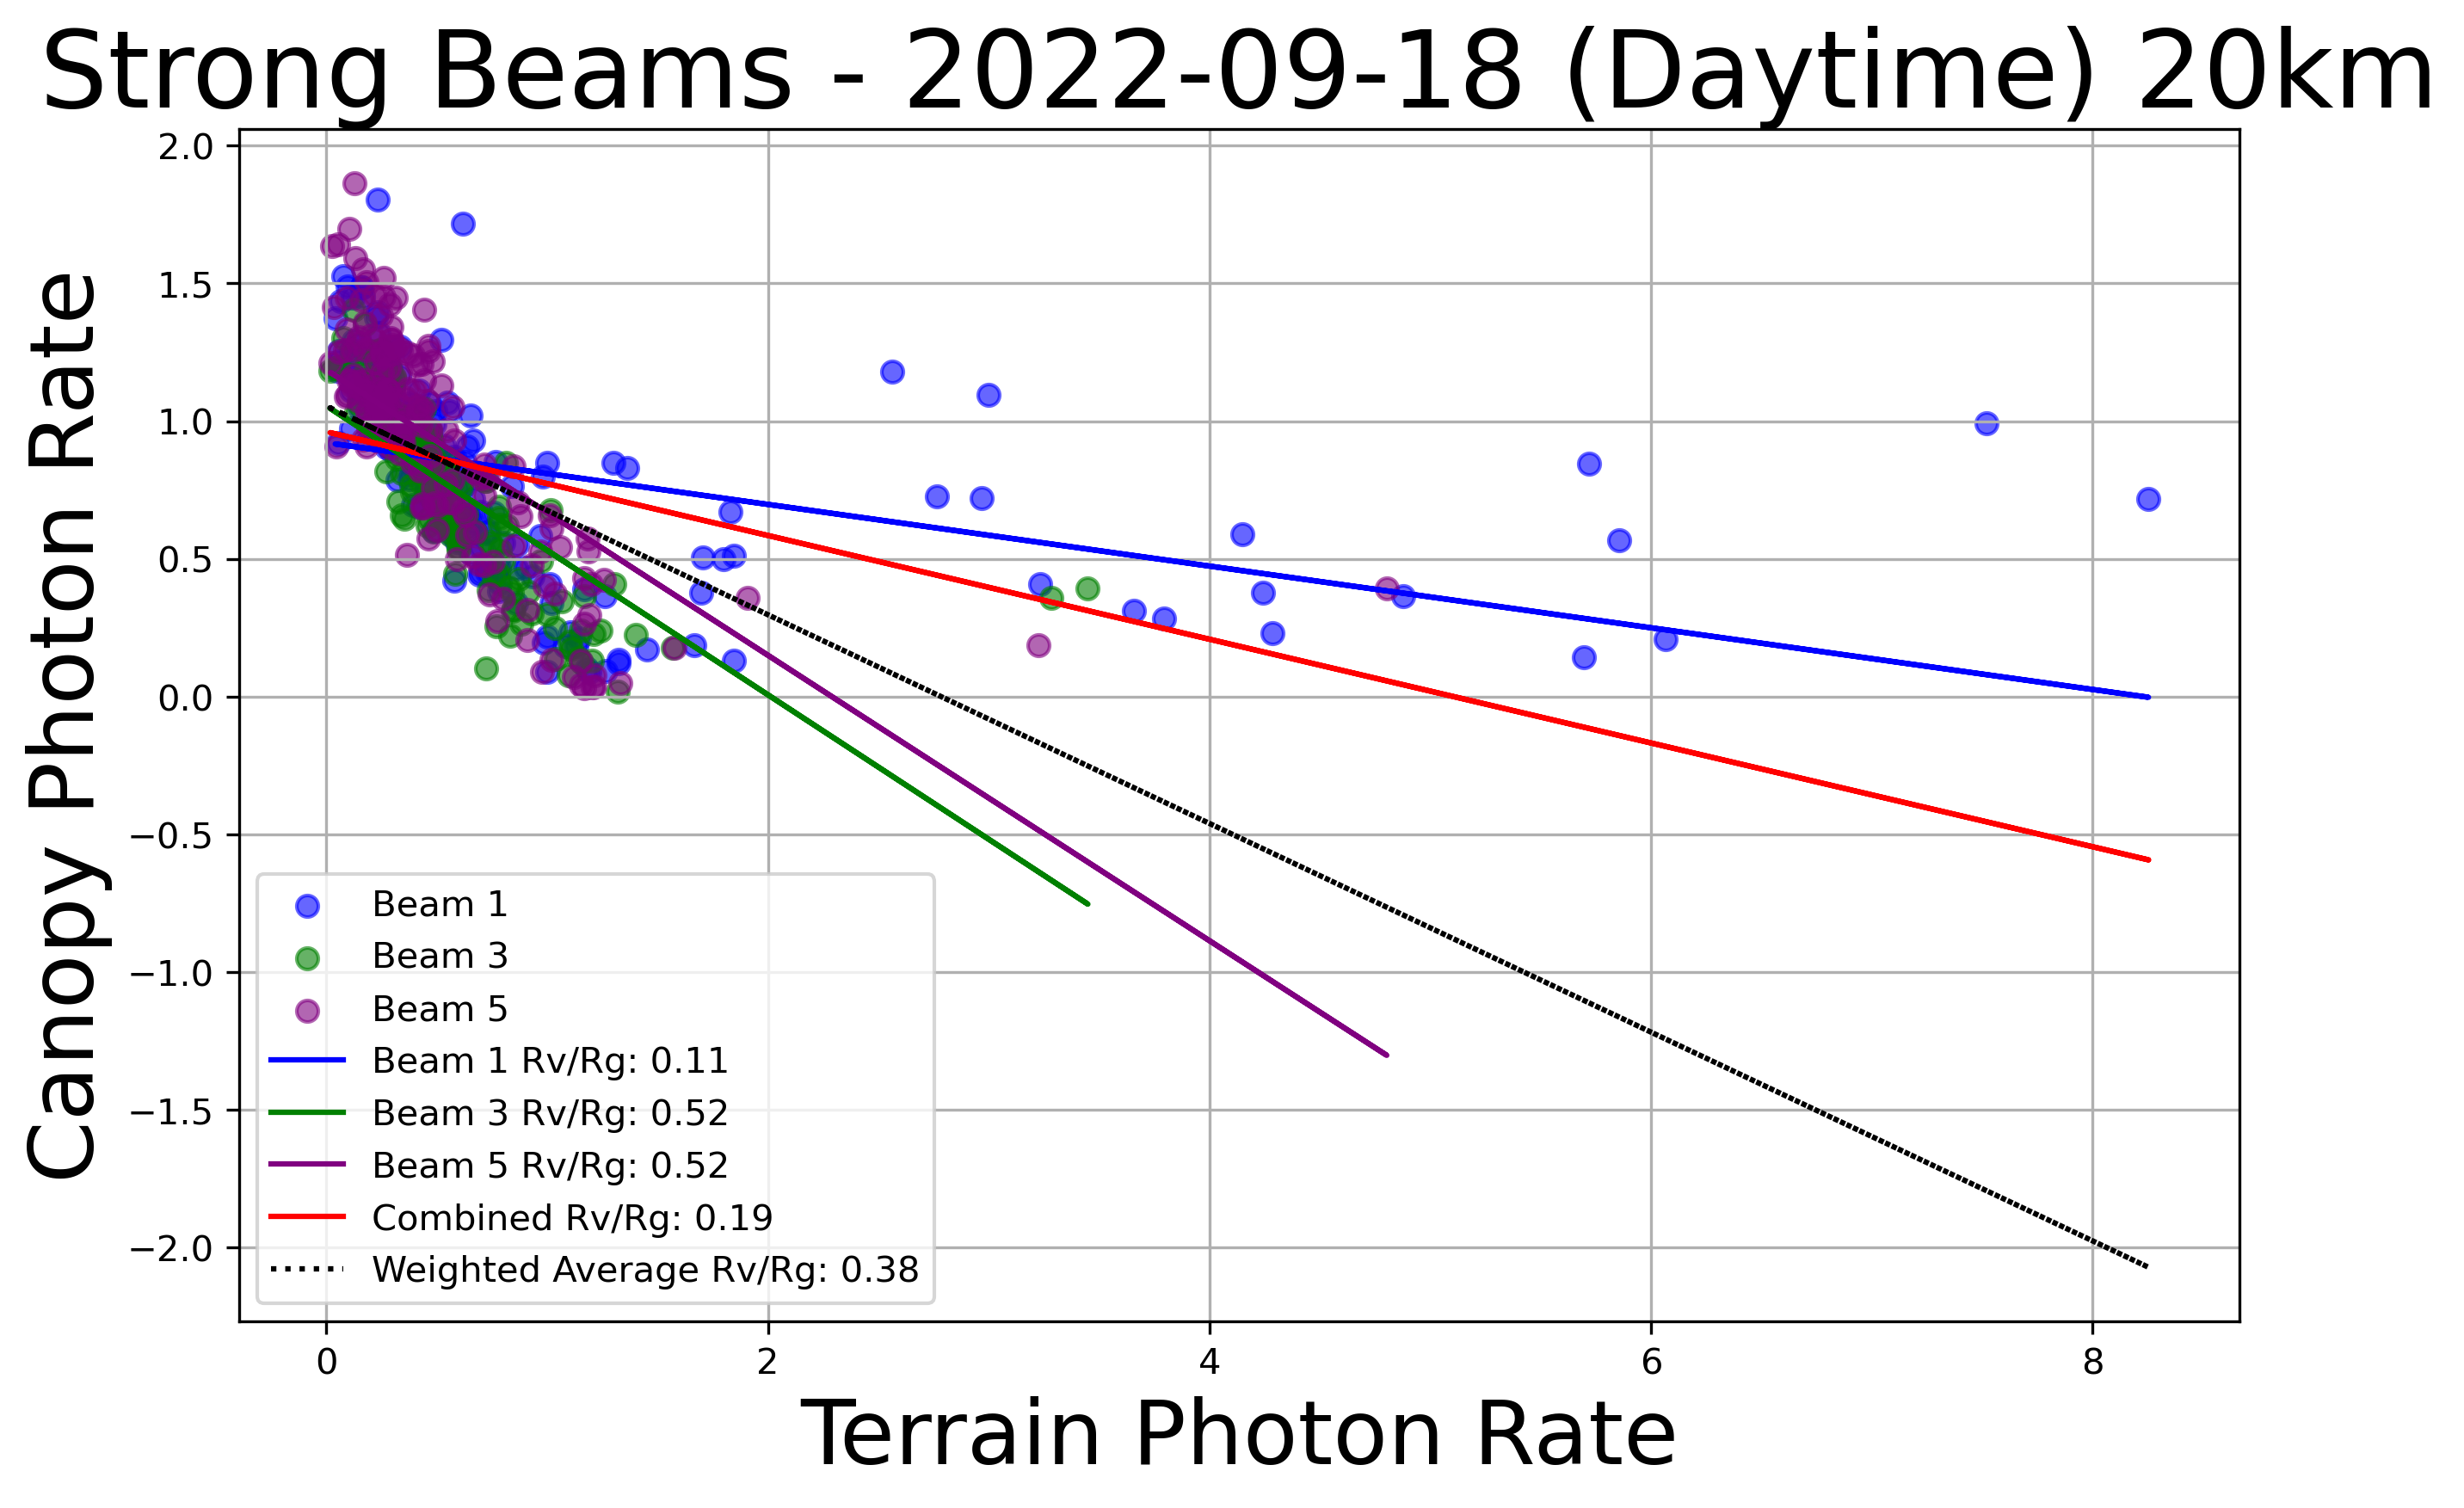 Strong Beams - 2022-09-18 (Daytime) 20km
Canopy Photon Rate
2.0
1.5
1.0
0.5
0.0
−0.5
−1.0
−1.5
−2.0
Beam 1
Beam 3
Beam 5
Beam 1 Rv/Rg: 0.11
Beam 3 Rv/Rg: 0.52
Beam 5 Rv/Rg: 0.52
Combined Rv/Rg: 0.19
Weighted Average Rv/Rg: 0.38
0 2 4 6 8
Terrain Photon Rate